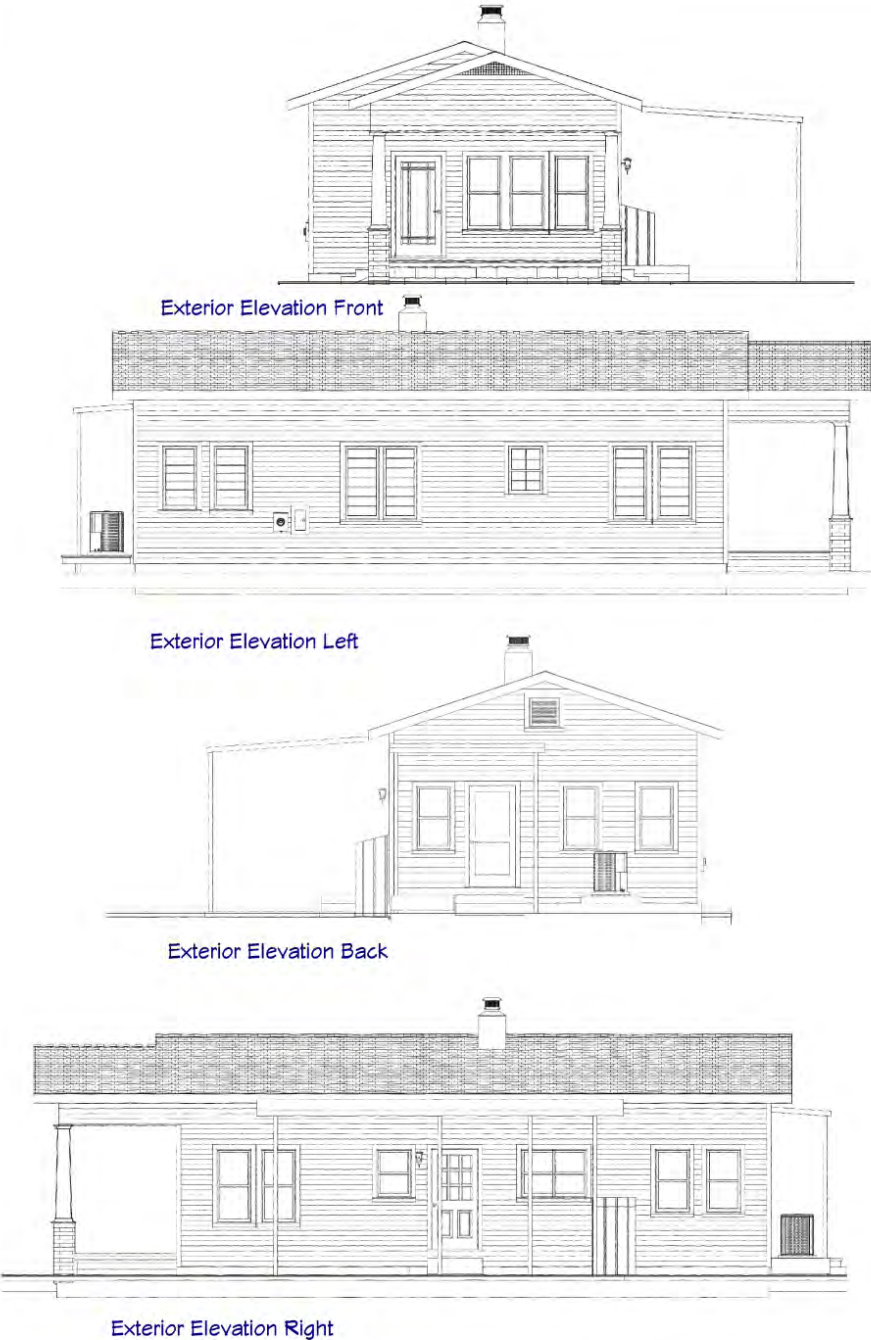 Exterior Elevation Front
Exterior Elevation Left
Exterior Elevation Back
Exterior Elevation Right